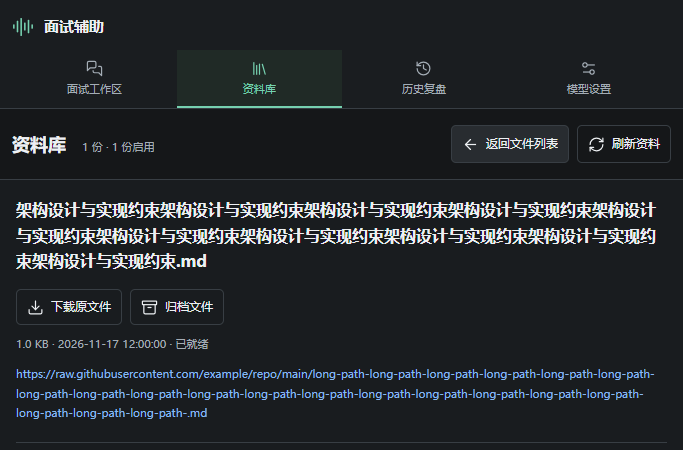 面试辅助
面试工作区
资料库
历史复盘
模型设置
资料库
1 份 · 1 份启用
返回文件列表
刷新资料
架构设计与实现约束架构设计与实现约束架构设计与实现约束架构设计与实现约束架构设计
与实现约束架构设计与实现约束架构设计与实现约束架构设计与实现约束架构设计与实现约
束架构设计与实现约束.md
下载原文件
归档文件
1.0 KB · 2026-11-17 12:00:00 · 已就绪
https://raw.githubusercontent.com/example/repo/main/long-path-long-path-long-path-long-path-long-path-long-path-
long-path-long-path-long-path-long-path-long-path-long-path-long-path-long-path-long-path-long-path-long-path-
long-path-long-path-long-path-.md